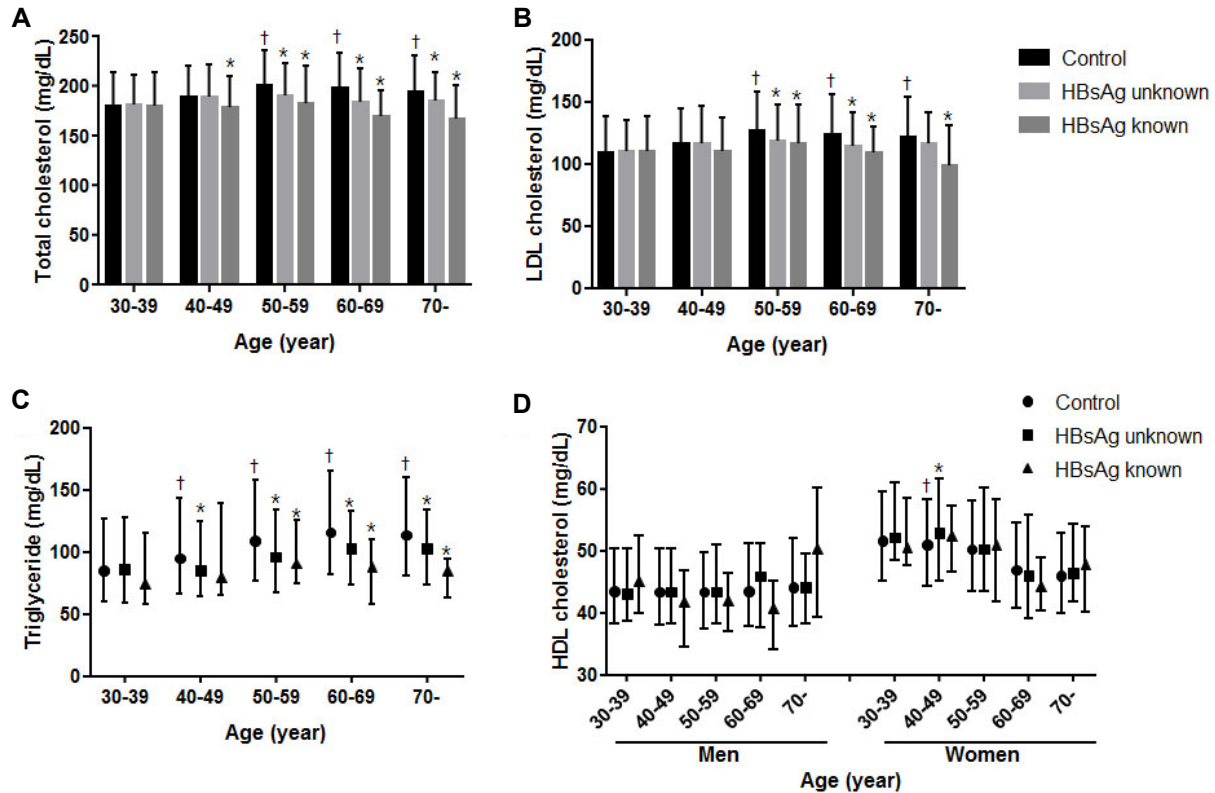 A
Total cholesterol (mg/dL)
250
200
150
100
50
0
† † †
* * * * * * *
30-39 40-49 50-59 60-69 70-
Age (year)
B
LDL cholesterol (mg/dL)
200
150
100
50
0
† † †
* * * * *
30-39 40-49 50-59 60-69 70-
Age (year)
Control
HBsAg unknown
HBsAg known
C
Triglyceride (mg/dL)
200
150
100
50
0
† † † †
* * * * * * *
30-39 40-49 50-59 60-69 70-
Age (year)
D
HDL cholesterol (mg/dL)
70
60
50
40
30
† *
Control
HBsAg unknown
HBsAg known
30-39 40-49 50-59 60-69 70- 30-39 40-49 50-59 60-69 70-
Men Women
Age (year)